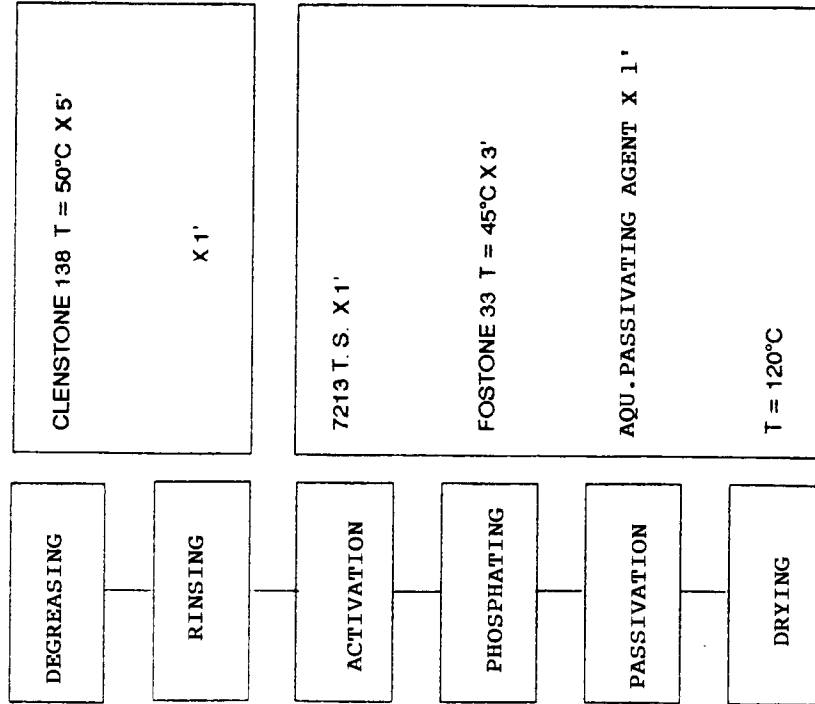 DEGREASING
CLENSTONE 138 T = 50°C X 5'
RINSING
X 1'
ACTIVATION
7213 T. S. X 1'
PHOSPHATING
FOSTONE 33 T = 45°C X 3'
PASSIVATION
AQU.PASSIVATING AGENT X 1'
DRYING
T = 120°C